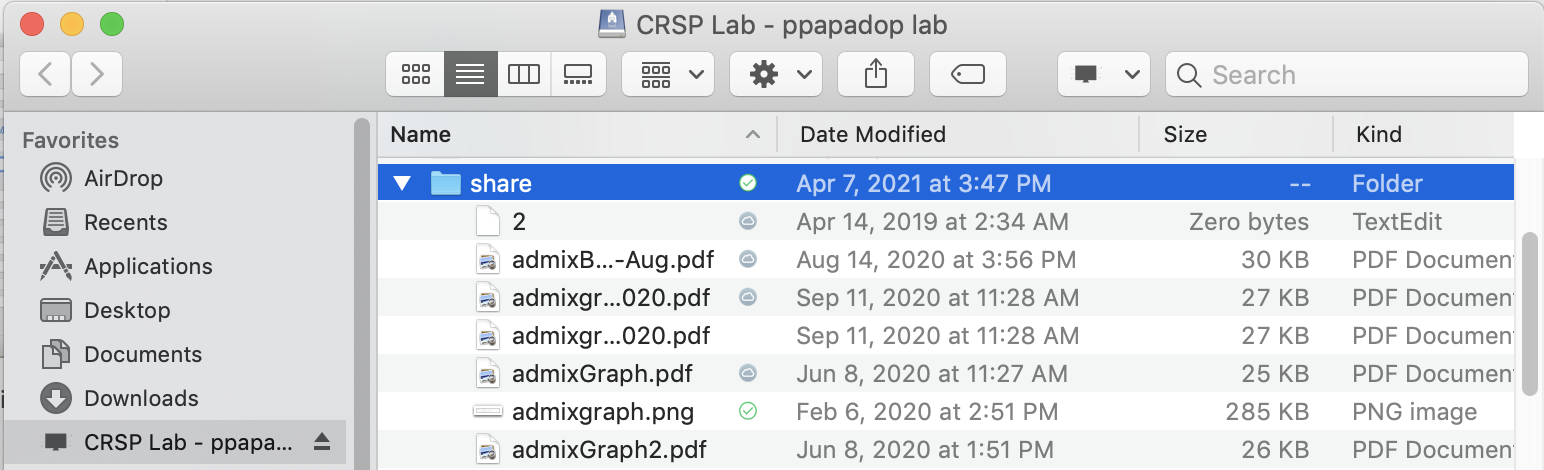 CRSP Lab - ppapadop lab
Search
Favorites
AirDrop
Recents
Applications
Desktop
Documents
Downloads
CRSP Lab - ppapa...
Name Date Modified Size Kind
share Apr 7, 2021 at 3:47 PM -- Folder
2 Apr 14, 2019 at 2:34 AM Zero bytes TextEdit
admixB...-Aug.pdf Aug 14, 2020 at 3:56 PM 30 KB PDF Documen
admixgr...020.pdf Sep 11, 2020 at 11:28 AM 27 KB PDF Documen
admixgr...020.pdf Sep 11, 2020 at 11:28 AM 27 KB PDF Documen
admixGraph.pdf Jun 8, 2020 at 11:27 AM 25 KB PDF Documen
admixgraph.png Feb 6, 2020 at 2:51 PM 285 KB PNG image
admixGraph2.pdf Jun 8, 2020 at 1:51 PM 26 KB PDF Documen